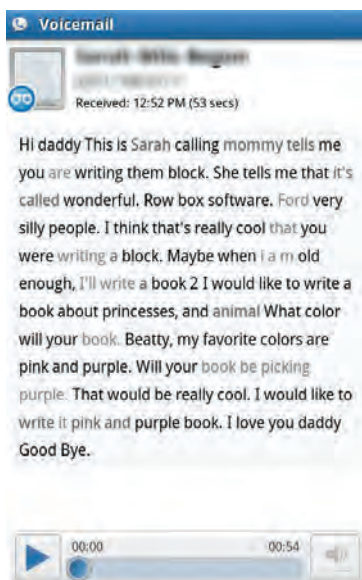 Voicemail
Received: 12:52 PM (53 secs)
Hi daddy This is Sarah calling mommy tells me
you are writing them block. She tells me that it's
called wonderful. Row box software. Ford very
silly people. I think that's really cool that you
were writing a block. Maybe when i a m old
enough, I'll write a book 2 I would like to write a
book about princesses, and animal What color
will your book. Beatty, my favorite colors are
pink and purple. Will your book be picking
purple. That would be really cool. I would like to
write it pink and purple book. I love you daddy
Good Bye.
00:00 00:54